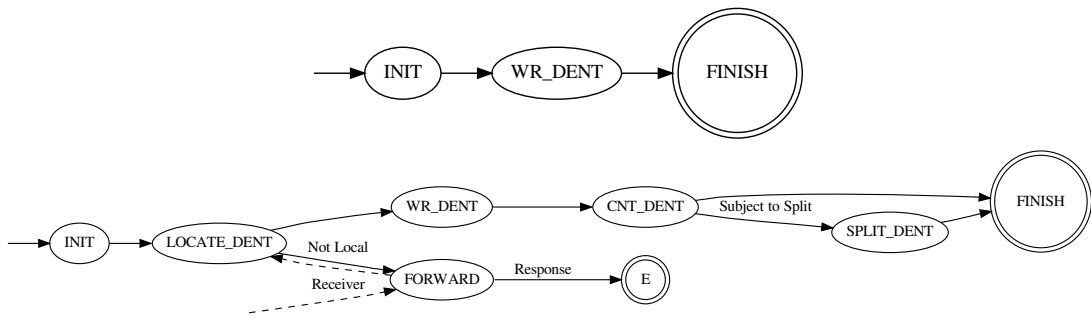 INIT
WR_DENT
FINISH
INIT
LOCATE_DENT
WR_DENT
CNT_DENT
Subject to Split
SPLIT_DENT
FINISH
Not Local
FORWARD
Response
E
Receiver